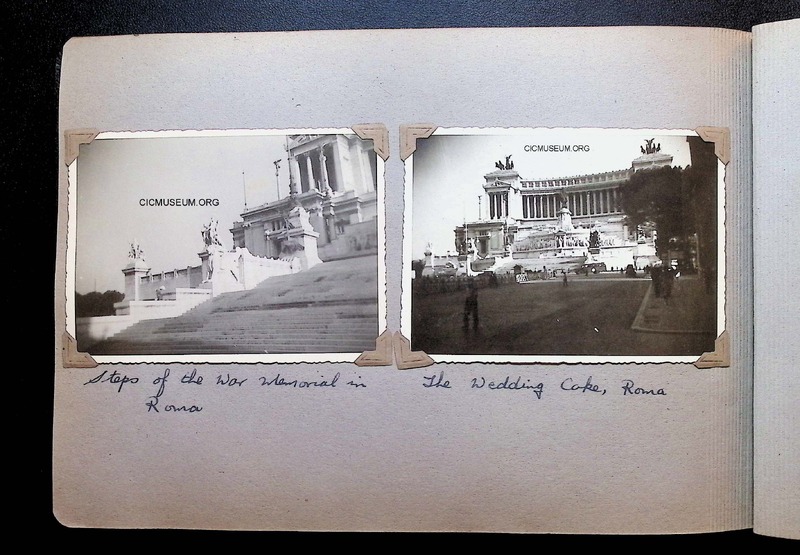 CICMUSEUM.ORG
CICMUSEUM.ORG
Steps of the War Memorial in
Roma
The Wedding Cake, Roma